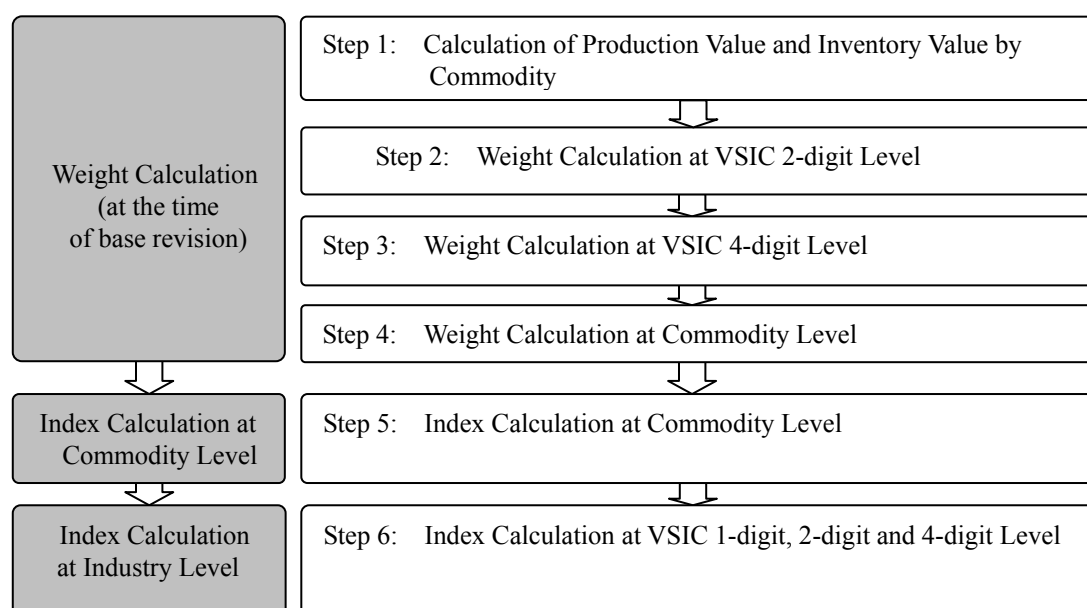 Weight Calculation
(at the time
of base revision)
Index Calculation at
Commodity Level
Index Calculation
at Industry Level
Step 1: Calculation of Production Value and Inventory Value by
Commodity
Step 2: Weight Calculation at VSIC 2-digit Level
Step 3: Weight Calculation at VSIC 4-digit Level
Step 4: Weight Calculation at Commodity Level
Step 5: Index Calculation at Commodity Level
Step 6: Index Calculation at VSIC 1-digit, 2-digit and 4-digit Level